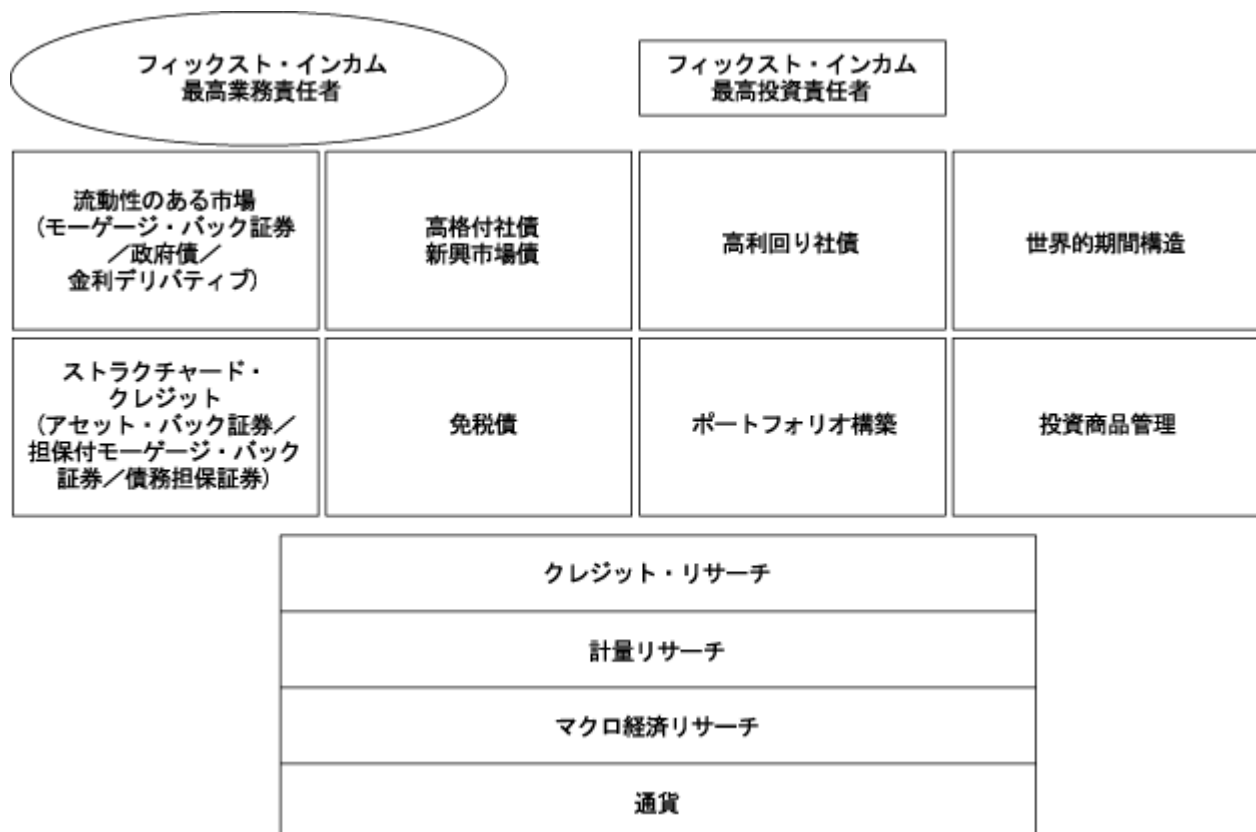 フィックスト・インカム
最高業務責任者
フィックスト・インカム
最高投資責任者
流動性のある市場
（モーゲージ・バック証券
／政府債／
金利デリバティブ）
高格付社債
新興市場債
高利回り社債
世界的期間構造
ストラクチャード・
クレジット
（アセット・バック証券／
担保付モーゲージ・バック
証券／債務担保証券）
免税債
ポートフォリオ構築
投資商品管理
クレジット・リサーチ
計量リサーチ
マクロ経済リサーチ
通貨